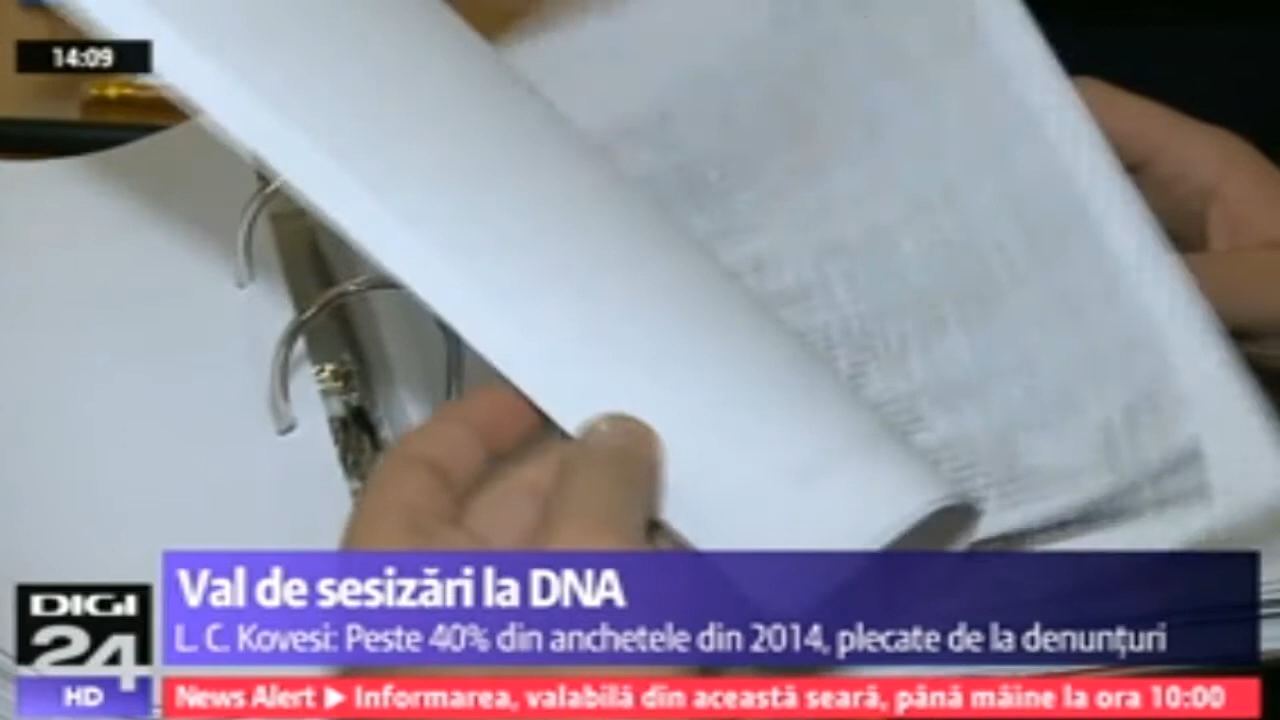 14:09
Val de sesizări la DNA
L. C. Kovesi: Peste 40% din anchetele din 2014, plecate de la denunțuri
DIGI
24
HD
News Alert ▶ Informarea, valabilă din această seară, până mâine la ora 10:00